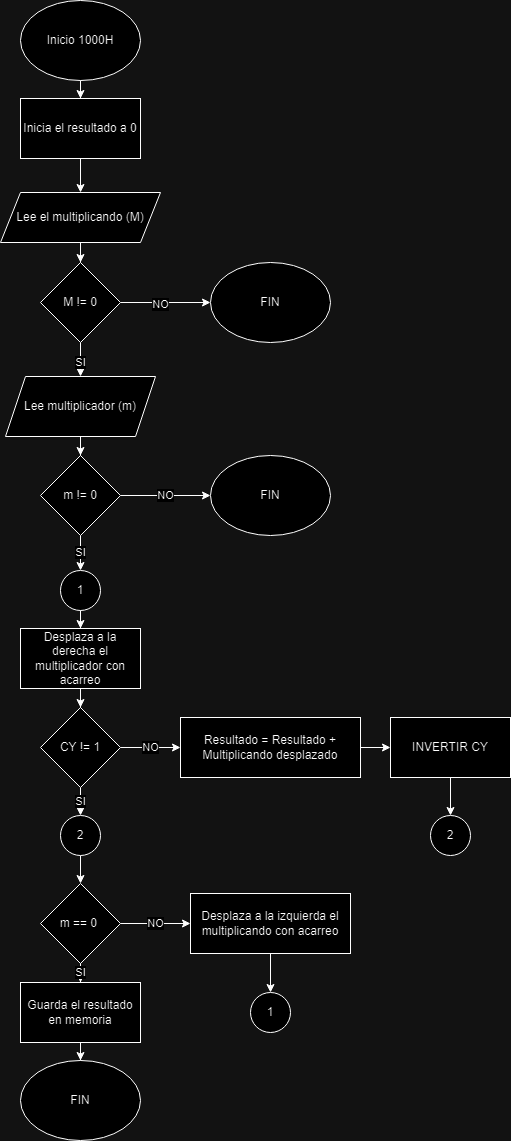 Inicio 1000H
Inicia el resultado a 0
Lee el multiplicando (M)
M != 0
NO
FIN
SI
Lee multiplicador (m)
m != 0
NO
FIN
SI
1
Desplaza a la
derecha el
multiplicador con
acarreo
CY != 1
NO
Resultado = Resultado +
Multiplicando desplazado
INVERTIR CY
SI
2
2
m == 0
NO
Desplaza a la izquierda el
multiplicando con acarreo
SI
Guarda el resultado
en memoria
1
FIN